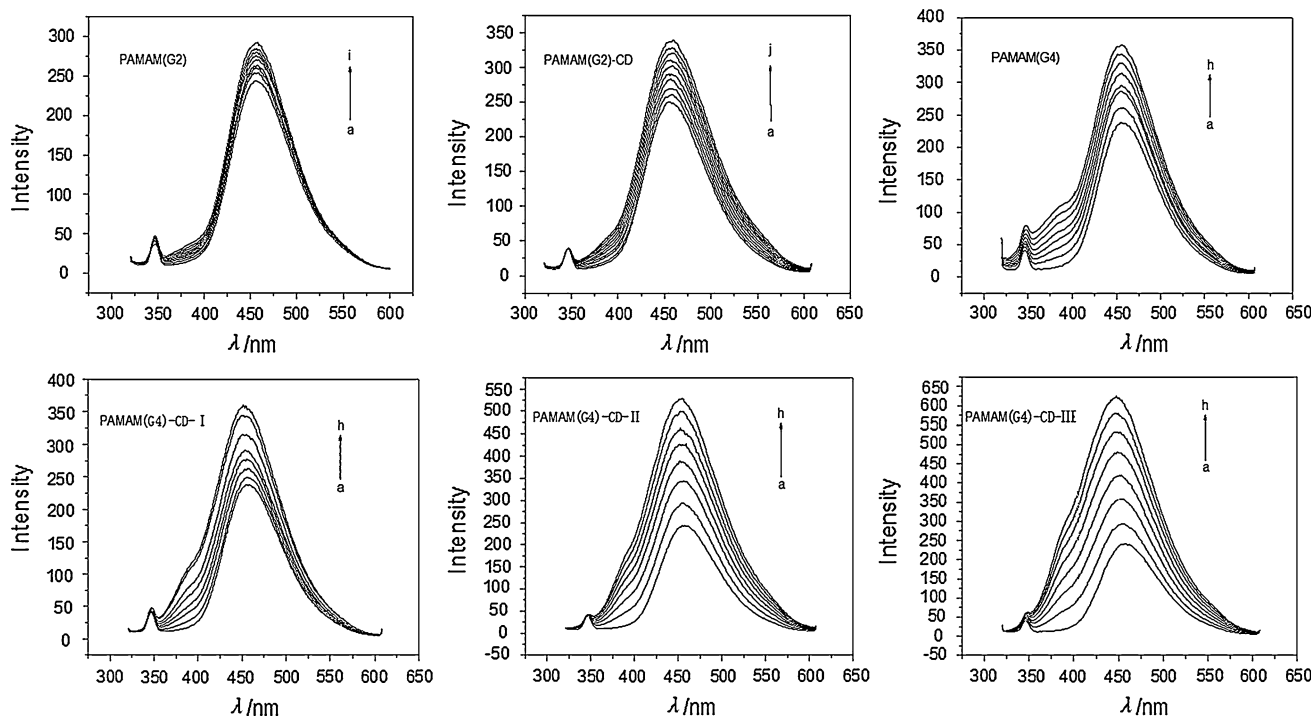 PAMAM(G2)
i
a
Intensity
300
250
200
150
100
50
0
300 350 400 450 500 550 600
λ/nm
PAMAM(G2)-CD
j
a
Intensity
350
300
250
200
150
100
50
0
300 350 400 450 500 550 600 650
λ/nm
PAMAM(G4)
h
a
Intensity
400
350
300
250
200
150
100
50
0
300 350 400 450 500 550 600 650
λ/nm
PAMAM(G4)-CD-I
h
a
Intensity
400
350
300
250
200
150
100
50
0
300 350 400 450 500 550 600 650
λ/nm
PAMAM(G4)-CD-II
h
a
Intensity
550
500
450
400
350
300
250
200
150
100
50
0
-50
300 350 400 450 500 550 600 650
λ/nm
PAMAM(G4)-CD-III
h
a
Intensity
650
600
550
500
450
400
350
300
250
200
150
100
50
0
-50
300 350 400 450 500 550 600 650
λ/nm